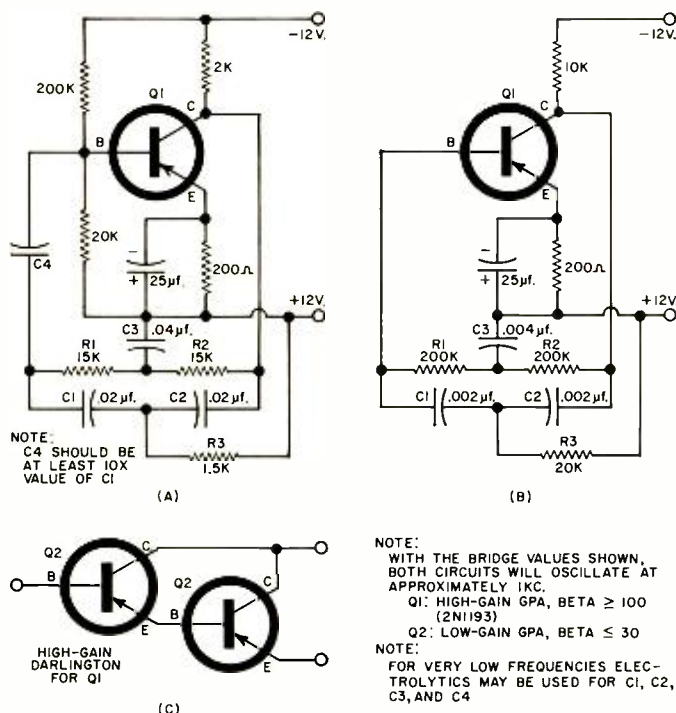 -12V.
200K
2K
Q1
C
B
E
20K
C4
-
+
25µf.
200Ω
+12V.
C3
.04µf.
R1
15K
R2
15K
C1
.02µf.
C2
.02µf.
R3
1.5K
NOTE:
C4 SHOULD BE
AT LEAST 10X
VALUE OF C1
(A)
-12V.
10K
Q1
C
B
E
-
+
25µf.
200Ω
+12V.
C3
.004µf.
R1
200K
R2
200K
C1
.002µf.
C2
.002µf.
R3
20K
(B)
Q2
C
B
E
Q2
C
B
E
HIGH-GAIN
DARLINGTON
FOR Q1
(C)
NOTE:
WITH THE BRIDGE VALUES SHOWN,
BOTH CIRCUITS WILL OSCILLATE AT
APPROXIMATELY 1KC.
Q1: HIGH-GAIN GPA, BETA ≥ 100
(2N1193)
Q2: LOW-GAIN GPA, BETA ≤ 30
NOTE:
FOR VERY LOW FREQUENCIES ELEC-
TROLYTICS MAY BE USED FOR C1, C2,
C3, AND C4